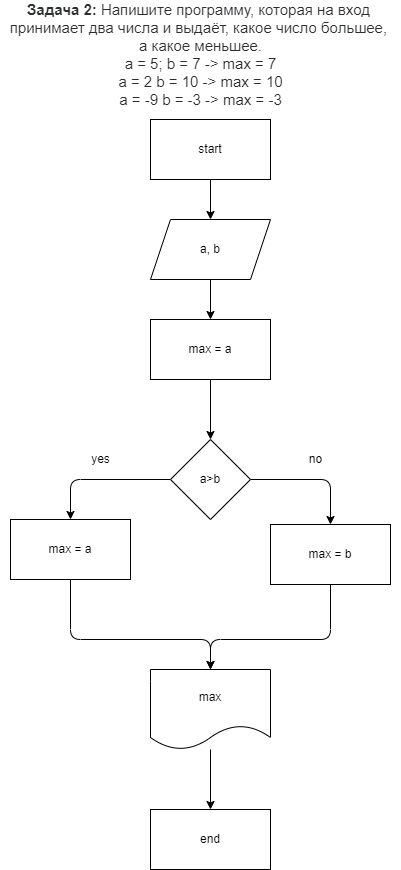 Задача 2: Напишите программу, которая на вход
принимает два числа и выдаёт, какое число большее,
а какое меньшее.
a = 5; b = 7 -> max = 7
a = 2 b = 10 -> max = 10
a = -9 b = -3 -> max = -3
start
a, b
max = a
a>b
yes
no
max = a
max = b
max
end